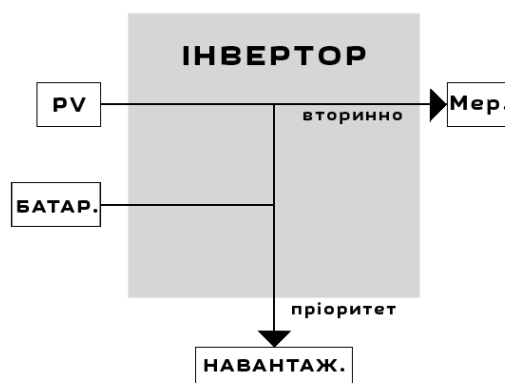 ІНВЕРТОР
PV
Мер.
вторинно
БАТАР.
пріоритет
НАВАНТАЖ.